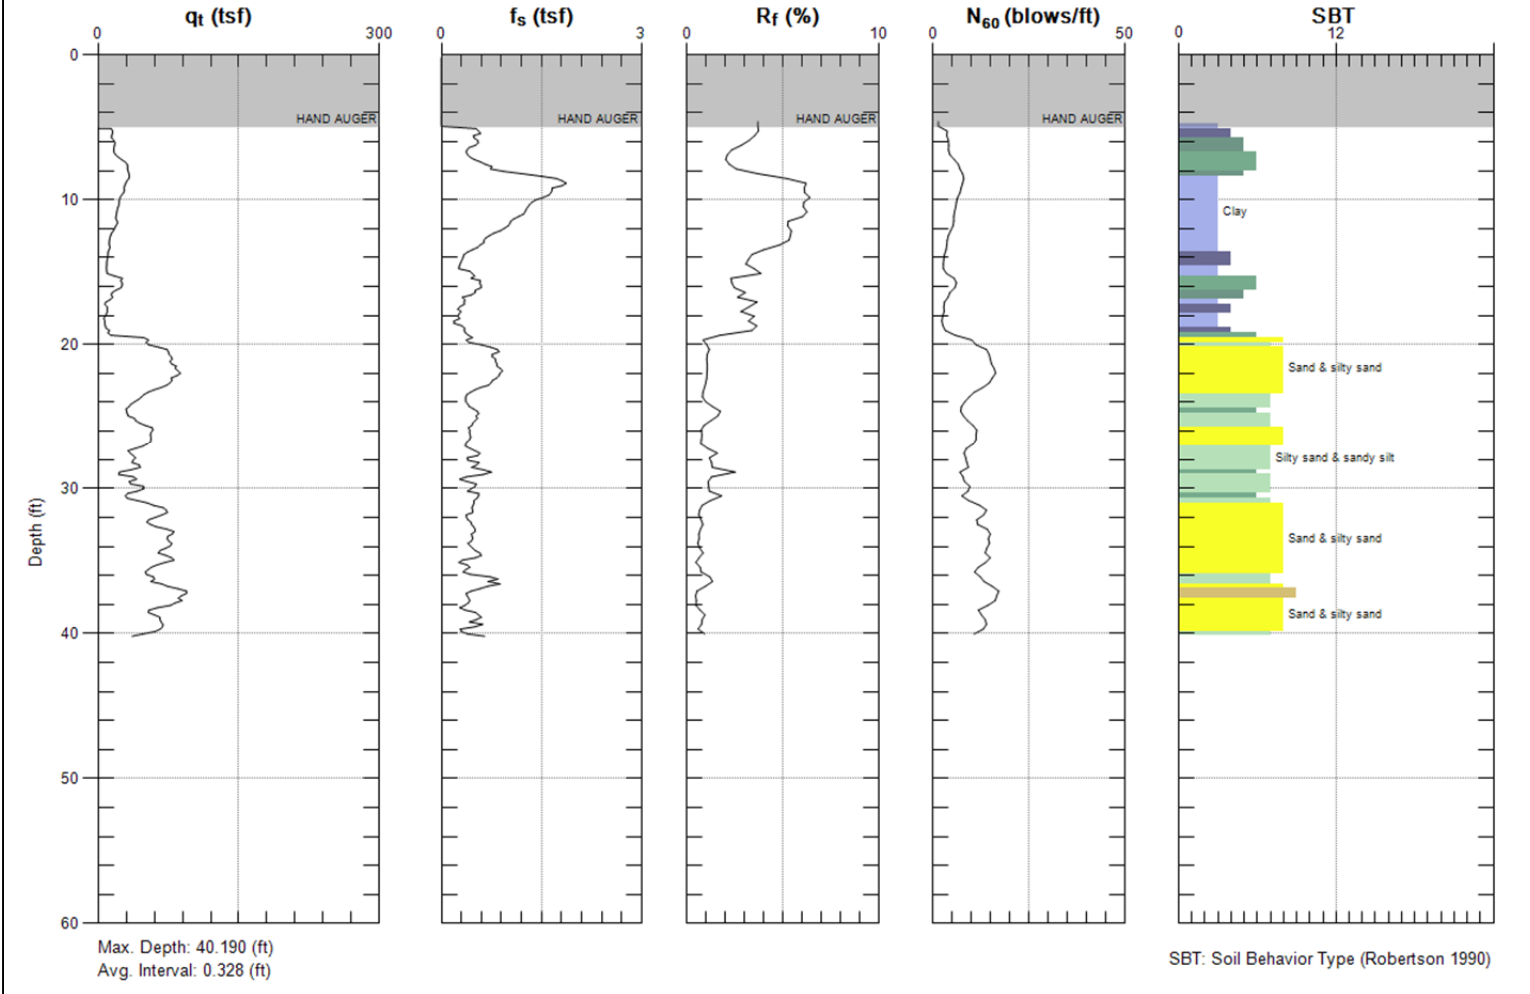 qt (tsf) fs (tsf) Rf (%) N60 (blows/ft) SBT
0 300 0 3 0 10 0 50 0 12
0
HAND AUGER HAND AUGER HAND AUGER HAND AUGER
10
Clay
20
Sand & silty sand
Silty sand & sandy silt
30
Depth (ft)
Sand & silty sand
Sand & silty sand
40
50
60
Max. Depth: 40.190 (ft)
Avg. Interval: 0.328 (ft)
SBT: Soil Behavior Type (Robertson 1990)